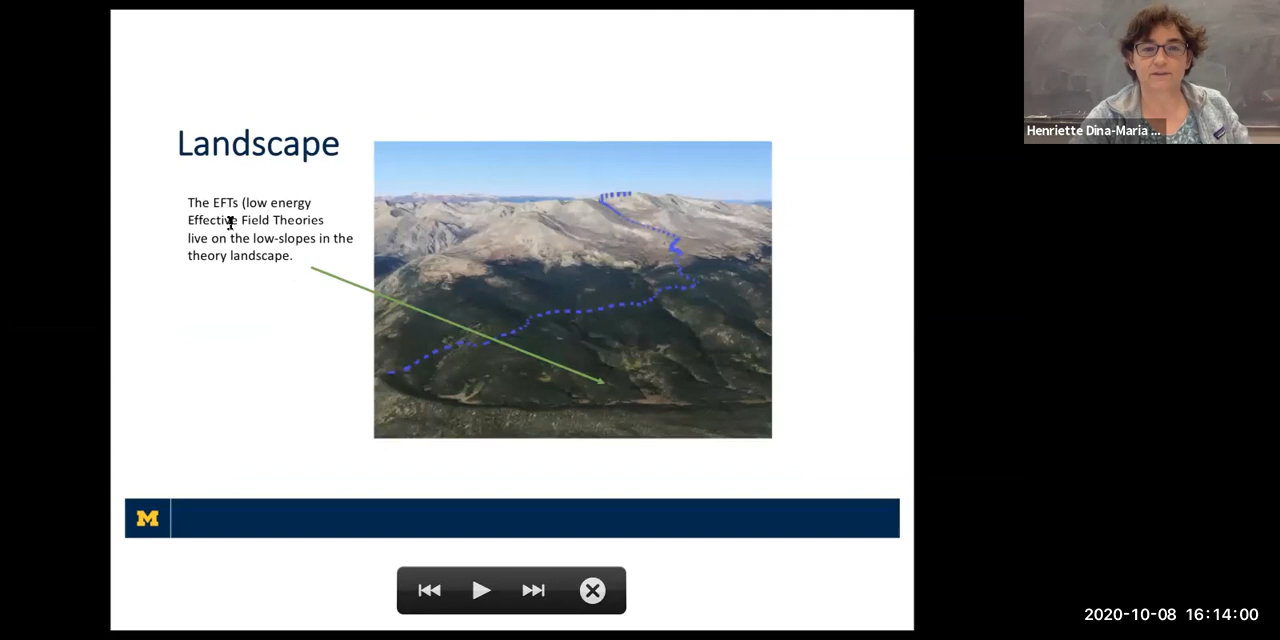 Landscape
The EFTs (low energy
Effective Field Theories
live on the low-slopes in the
theory landscape.
M
Henriette Dina-Maria ...
2020-10-08 16:14:00